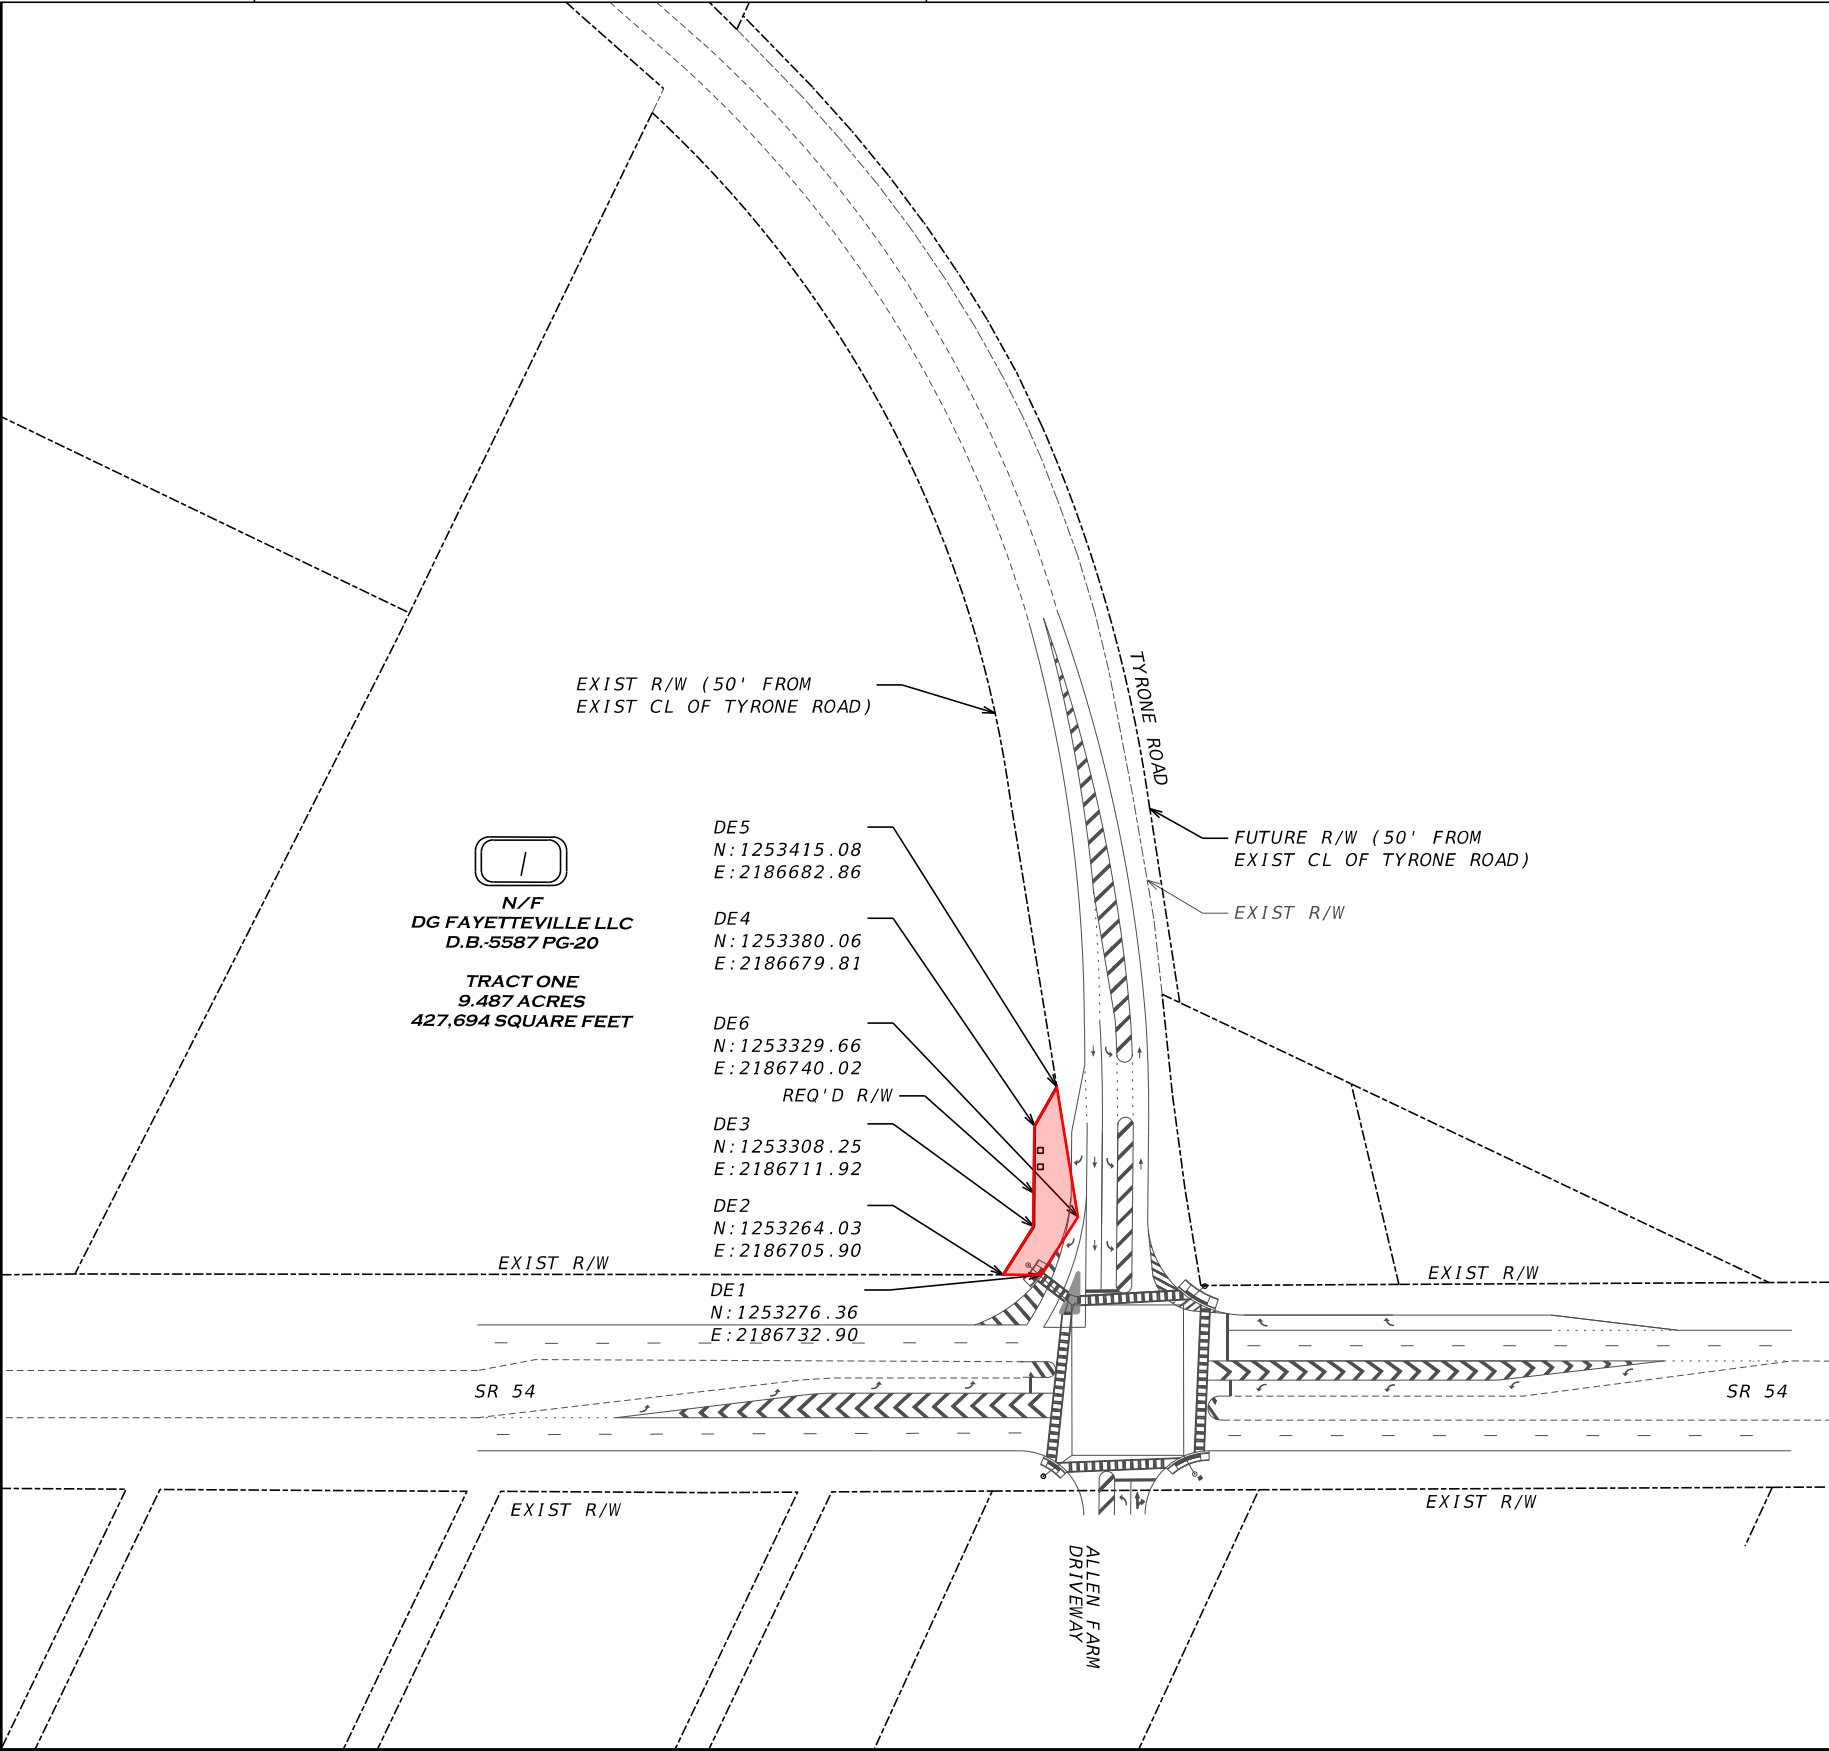 EXIST R/W (50' FROM
EXIST CL OF TYRONE ROAD)
TYRONE ROAD
DE5
N:1253415.08
E:2186682.86
FUTURE R/W (50' FROM
EXIST CL OF TYRONE ROAD)
EXIST R/W
1
N/F
DG FAYETTEVILLE LLC
D.B.-5587 PG-20
TRACT ONE
9.487 ACRES
427,694 SQUARE FEET
DE4
N:1253380.06
E:2186679.81
DE6
N:1253329.66
E:2186740.02
REQ'D R/W
DE3
N:1253308.25
E:2186711.92
DE2
N:1253264.03
E:2186705.90
EXIST R/W
DE1
N:1253276.36
E:2186732.90
EXIST R/W
SR 54
SR 54
EXIST R/W
EXIST R/W
ALLEN FARM
DRIVEWAY